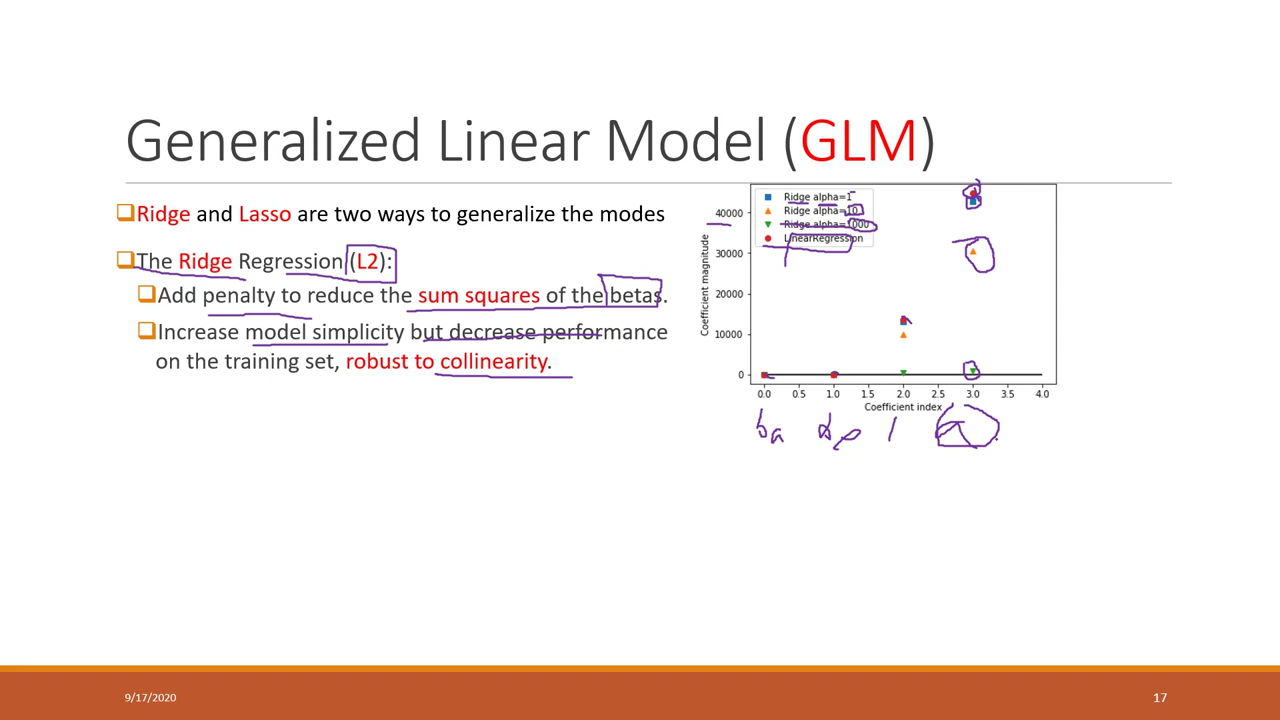 Generalized Linear Model (GLM)
Ridge and Lasso are two ways to generalize the modes
The Ridge Regression (L2):
Add penalty to reduce the sum squares of the betas.
Increase model simplicity but decrease performance
on the training set, robust to collinearity.
Ridge alpha=1
Ridge alpha=10
Ridge alpha=1000
LinearRegression
Coefficient magnitude
40000
30000
20000
10000
0
0.0 0.5 1.0 1.5 2.0 2.5 3.0 3.5 4.0
Coefficient index
9/17/2020
17